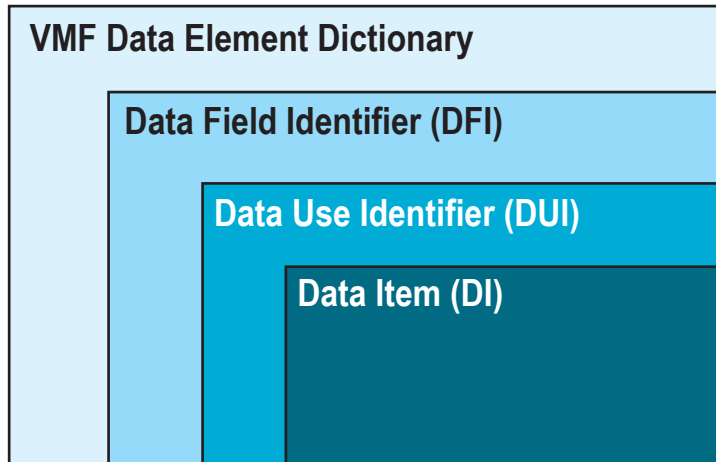 VMF Data Element Dictionary
Data Field Identifier (DFI)
Data Use Identifier (DUI)
Data Item (DI)